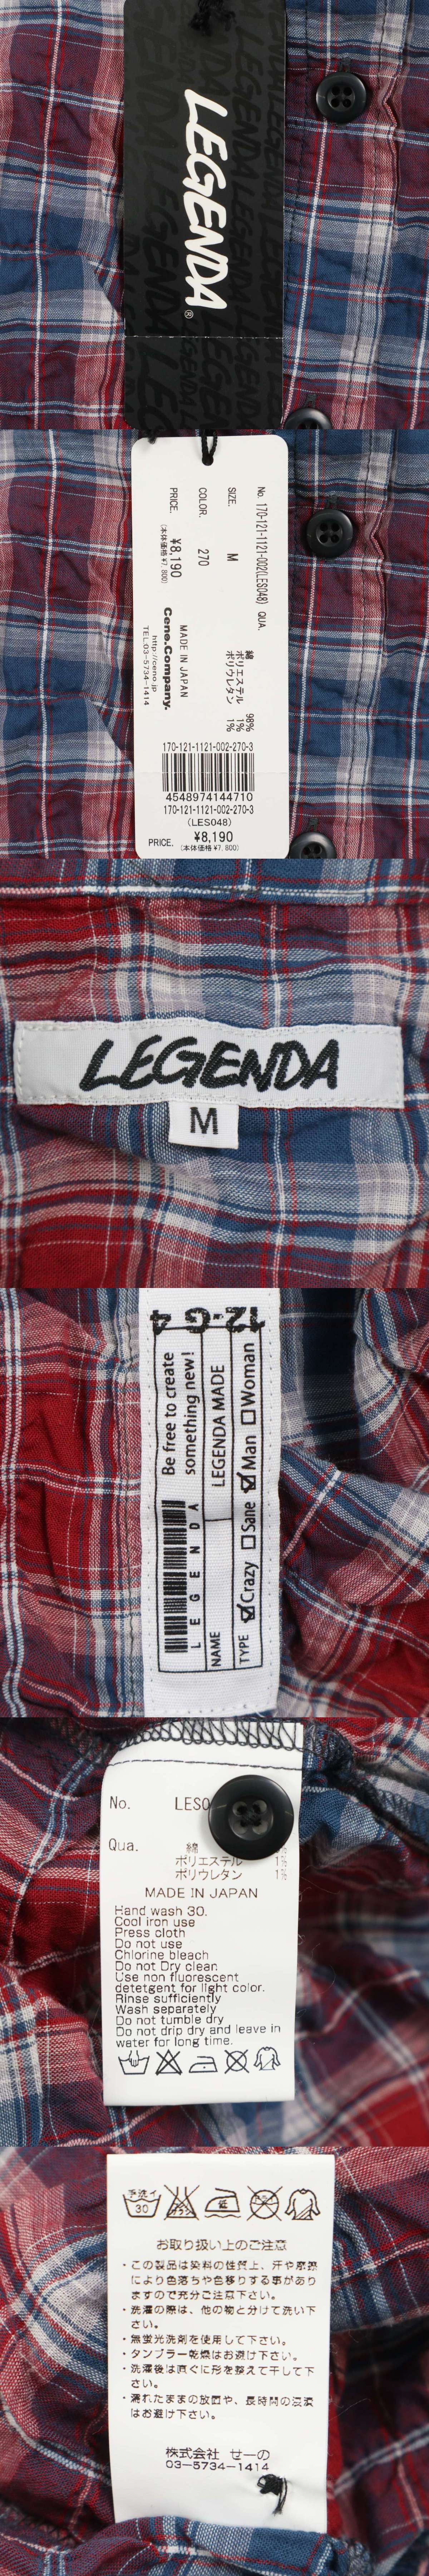 LEGENDA®
No. 170-121-1121-002(LES048) QUA.
SIZE. M
綿 98%
ポリエステル 1%
ポリウレタン 1%
COLOR. 270
MADE IN JAPAN
PRICE. ¥8,190
(本体価格 ¥7,800)
Ceno.Company.
http://ceno.jp
TEL.03-5734-1414
170-121-1121-002-270-3
4548974144710
170-121-1121-002-270-3
(LES048)
PRICE. ¥8,190
(本体価格 ¥7,800)
LEGENDA
M
12-G-4
Be free to create
something new!
LEGENDA
NAME LEGENDA MADE
TYPE ☑Crazy ☐Sane ☑Man ☐Woman
No. LES0
Qua. 綿
ポリエステル 1%
ポリウレタン 1%
MADE IN JAPAN
Hand wash 30.
Cool iron use
Press cloth
Do not use
Chlorine bleach
Do not Dry clean.
Use non fluorescent
detetgent for light color.
Rinse sufficiently
Wash separately
Do not tumble dry
Do not drip dry and leave in
water for long time.
手洗イ
30
お取り扱い上のご注意
・この製品は染料の性質上、汗や摩擦
により色落ちや色移りする事があり
ますので充分ご注意下さい。
・洗濯の際は、他の物と分けて洗い下
さい。
・無蛍光洗剤を使用して下さい。
・タンブラー乾燥はお避け下さい。
・洗濯後は直ぐに形を整えて干して下
さい。
・濡れたままの放置や、長時間の浸漬
はお避け下さい。
株式会社 せーの
03-5734-1414